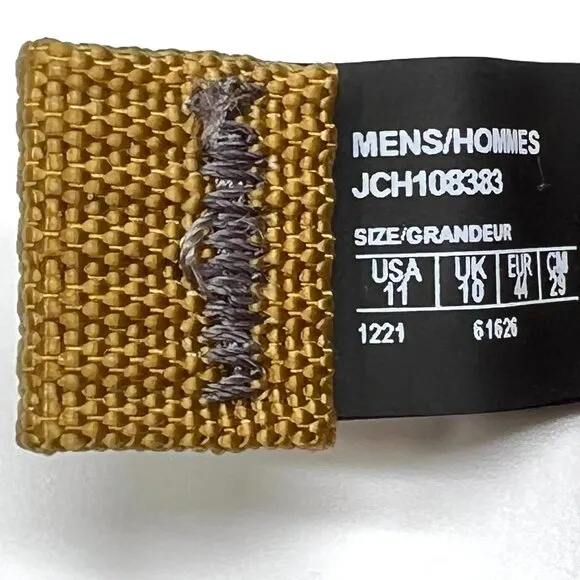 MENS/HOMMES
JCH108383
SIZE/GRANDEUR
USA UK EUR CM
11 10 44 29
1221 61626